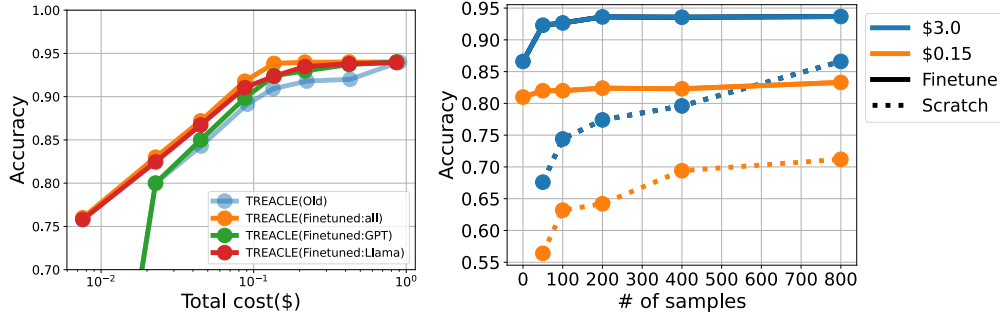 1.00
0.95
0.90
0.85
0.80
0.75
0.70
Accuracy
10⁻² 10⁻¹ 10⁰
Total cost($)
TREACLE(Old)
TREACLE(Finetuned:all)
TREACLE(Finetuned:GPT)
TREACLE(Finetuned:Llama)
0.95
0.90
0.85
0.80
0.75
0.70
0.65
0.60
0.55
Accuracy
0 100 200 300 400 500 600 700 800
# of samples
$3.0
$0.15
Finetune
Scratch